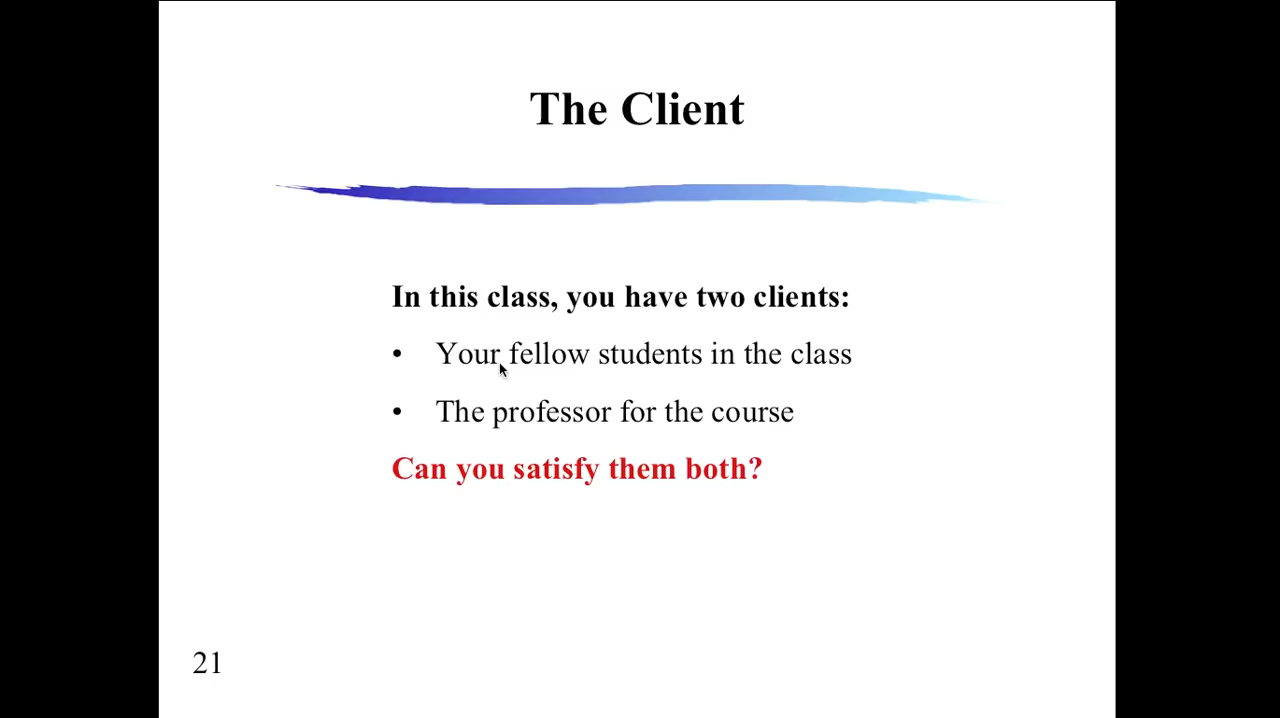 The Client
In this class, you have two clients:
• Your fellow students in the class
• The professor for the course
Can you satisfy them both?
21